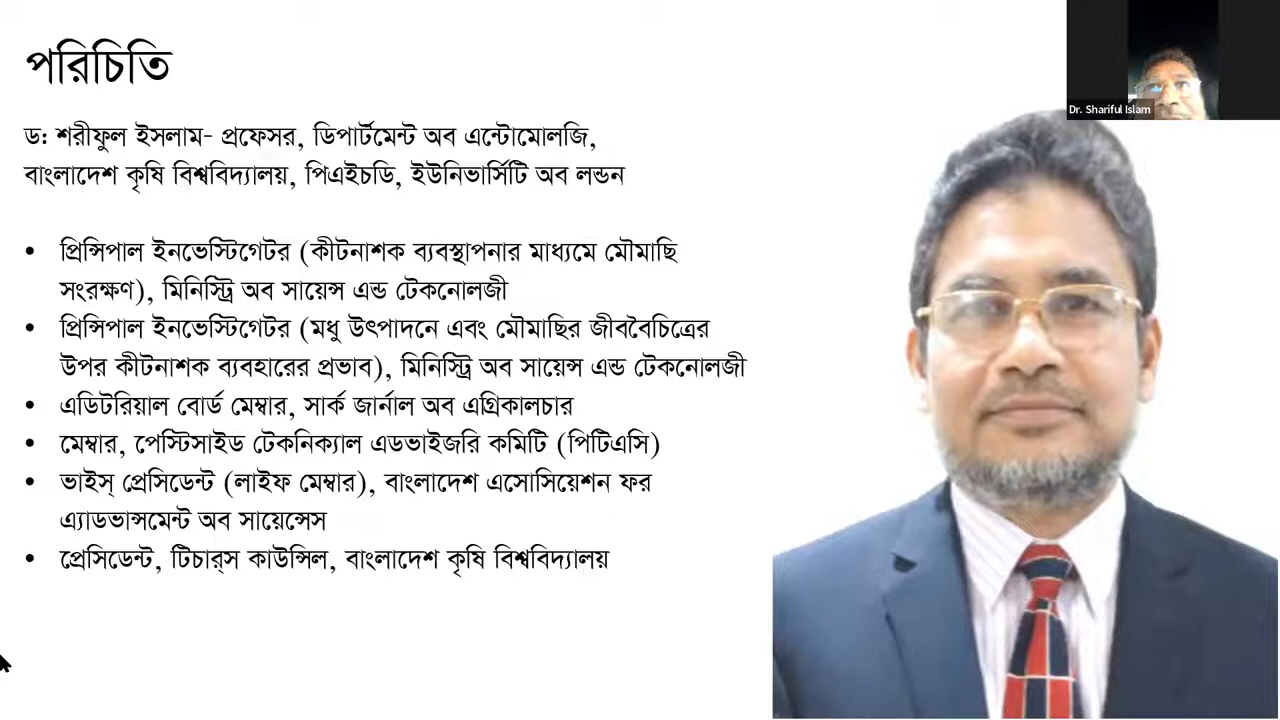 পরিচিতি
Dr. Shariful Islam
ড: শরীফুল ইসলাম- প্রফেসর, ডিপার্টমেন্ট অব এন্টোমোলজি,
বাংলাদেশ কৃষি বিশ্ববিদ্যালয়, পিএইচডি, ইউনিভার্সিটি অব লন্ডন
• প্রিন্সিপাল ইনভেস্টিগেটর (কীটনাশক ব্যবস্থাপনার মাধ্যমে মৌমাছি
সংরক্ষণ), মিনিস্ট্রি অব সায়েন্স এন্ড টেকনোলজী
• প্রিন্সিপাল ইনভেস্টিগেটর (মধু উৎপাদনে এবং মৌমাছির জীববৈচিত্রের
উপর কীটনাশক ব্যবহারের প্রভাব), মিনিস্ট্রি অব সায়েন্স এন্ড টেকনোলজী
• এডিটরিয়াল বোর্ড মেম্বার, সার্ক জার্নাল অব এগ্রিকালচার
• মেম্বার, পেস্টিসাইড টেকনিক্যাল এডভাইজরি কমিটি (পিটিএসি)
• ভাইস্ প্রেসিডেন্ট (লাইফ মেম্বার), বাংলাদেশ এসোসিয়েশন ফর
এ্যাডভান্সমেন্ট অব সায়েন্সেস
• প্রেসিডেন্ট, টিচার্স কাউন্সিল, বাংলাদেশ কৃষি বিশ্ববিদ্যালয়